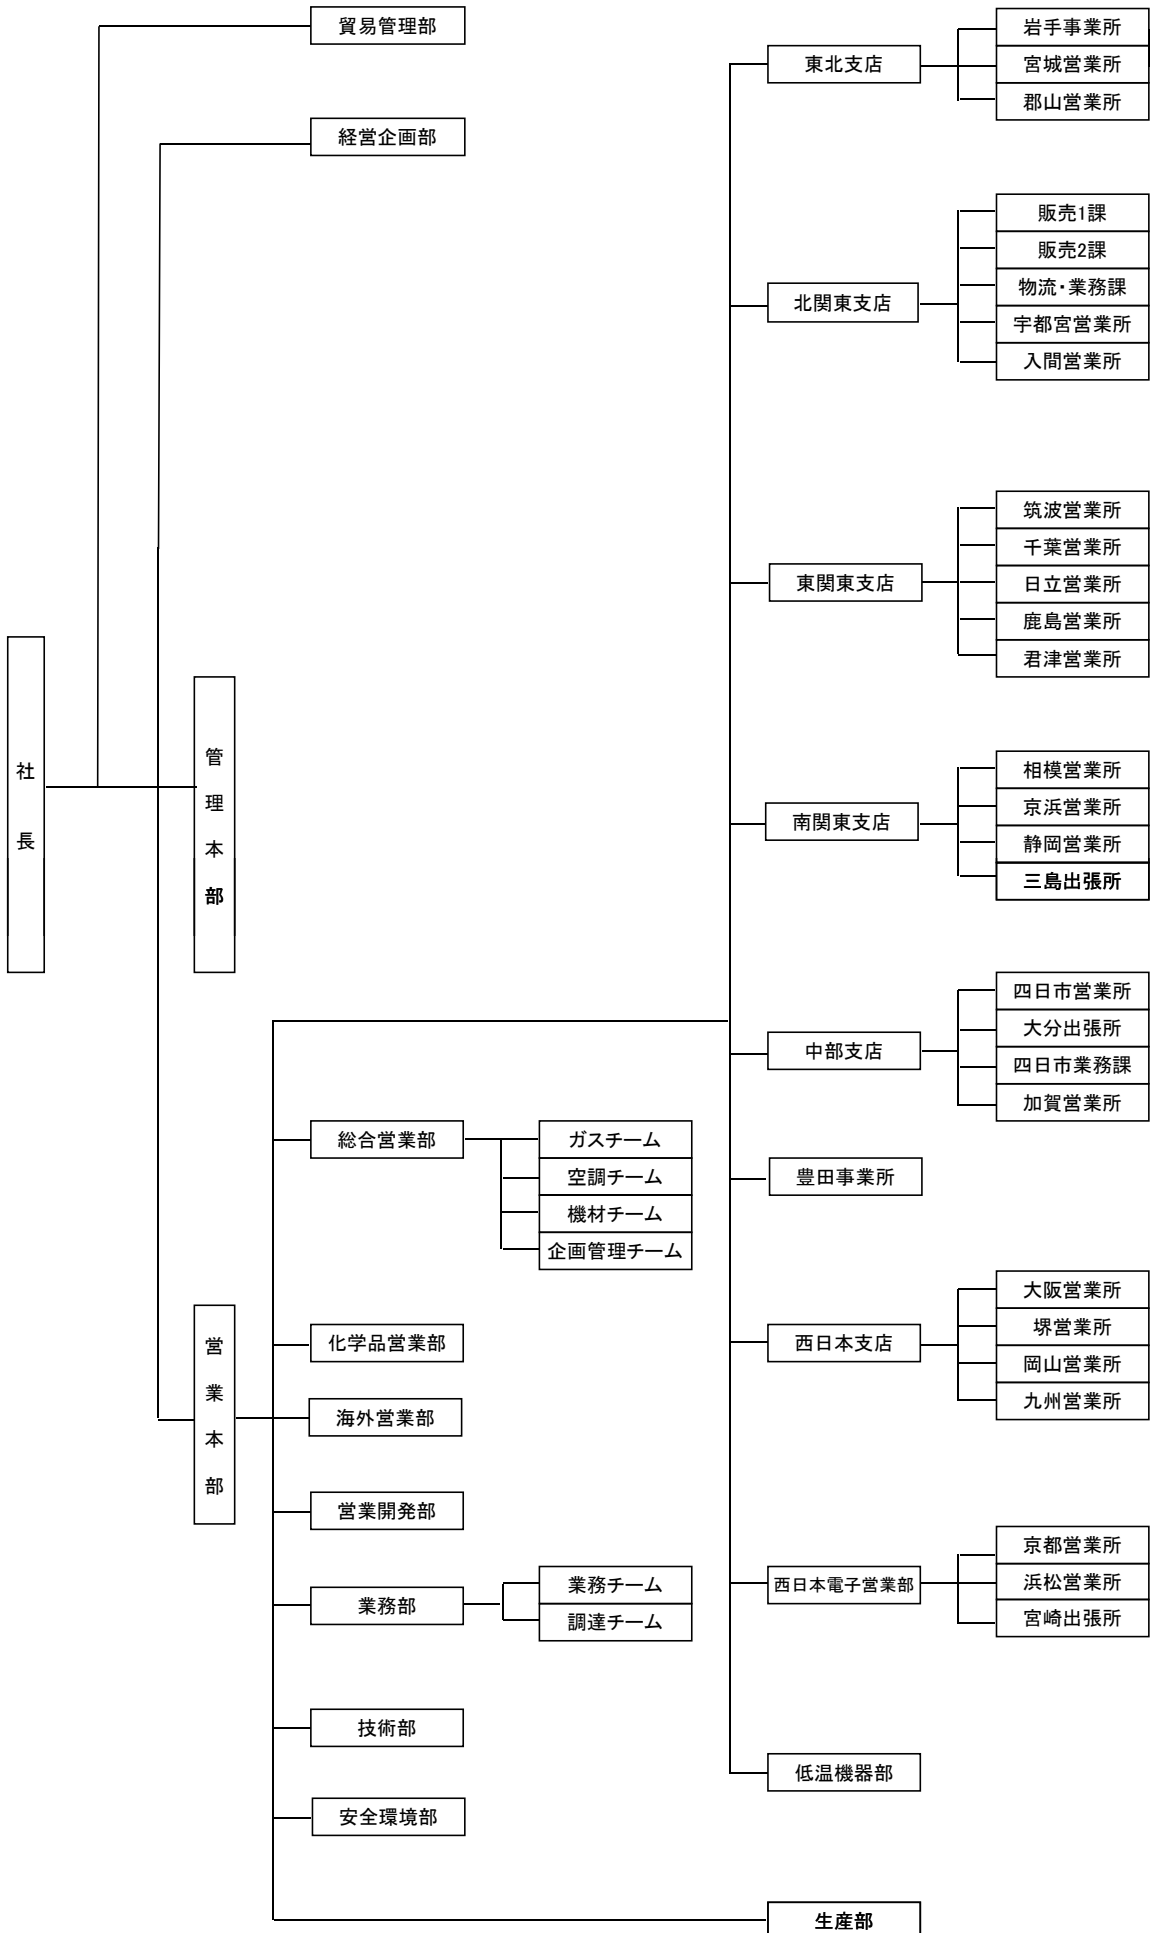 社長
貿易管理部
経営企画部
管理本部
営業本部
総合営業部
ガスチーム
空調チーム
機材チーム
企画管理チーム
化学品営業部
海外営業部
営業開発部
業務部
業務チーム
調達チーム
技術部
安全環境部
東北支店
岩手事業所
宮城営業所
郡山営業所
北関東支店
販売1課
販売2課
物流・業務課
宇都宮営業所
入間営業所
東関東支店
筑波営業所
千葉営業所
日立営業所
鹿島営業所
君津営業所
南関東支店
相模営業所
京浜営業所
静岡営業所
三島出張所
中部支店
四日市営業所
大分出張所
四日市業務課
加賀営業所
豊田事業所
西日本支店
大阪営業所
堺営業所
岡山営業所
九州営業所
西日本電子営業部
京都営業所
浜松営業所
宮崎出張所
低温機器部
生産部